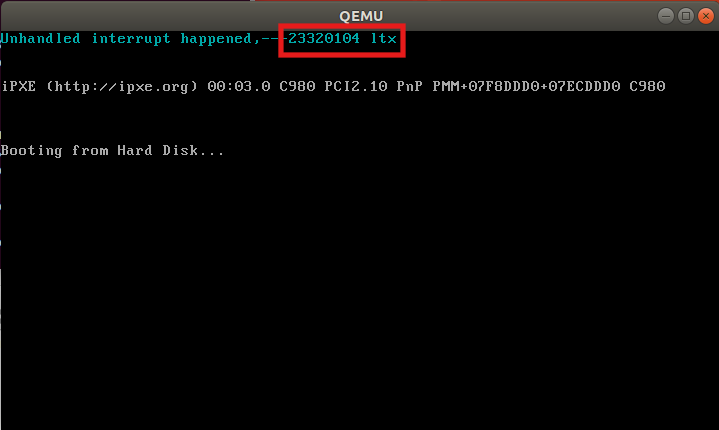 QEMU
Unhandled interrupt happened,---23320104 ltx
iPXE (http://ipxe.org) 00:03.0 C980 PCI2.10 PnP PMM+07F8DDD0+07ECDDD0 C980
Booting from Hard Disk...